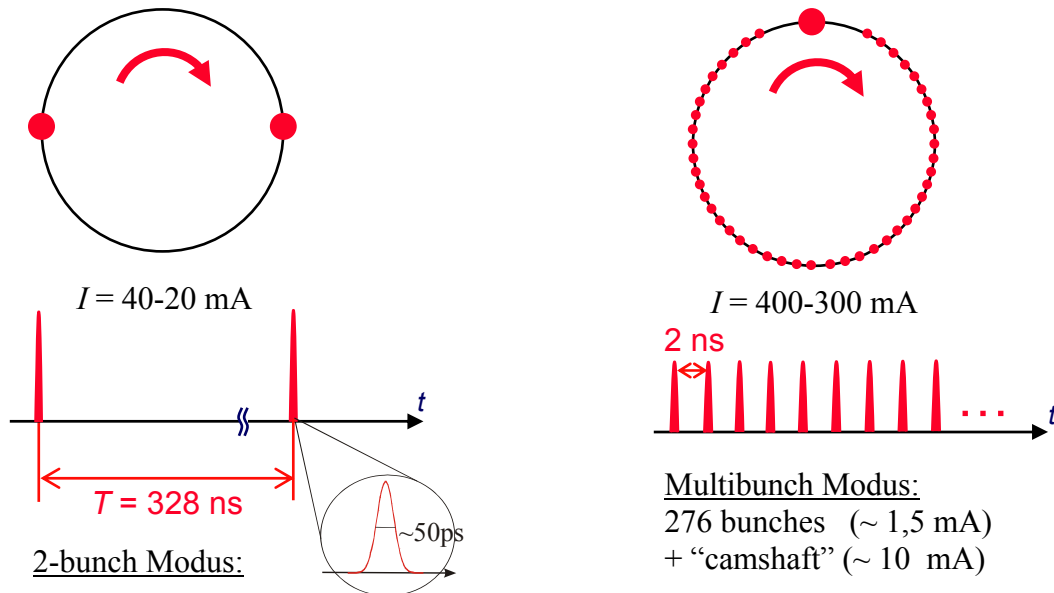 I = 40-20 mA
t
T = 328 ns
~50ps
2-bunch Modus:
I = 400-300 mA
2 ns
...
t
Multibunch Modus:
276 bunches (~ 1,5 mA)
+ “camshaft” (~ 10 mA)